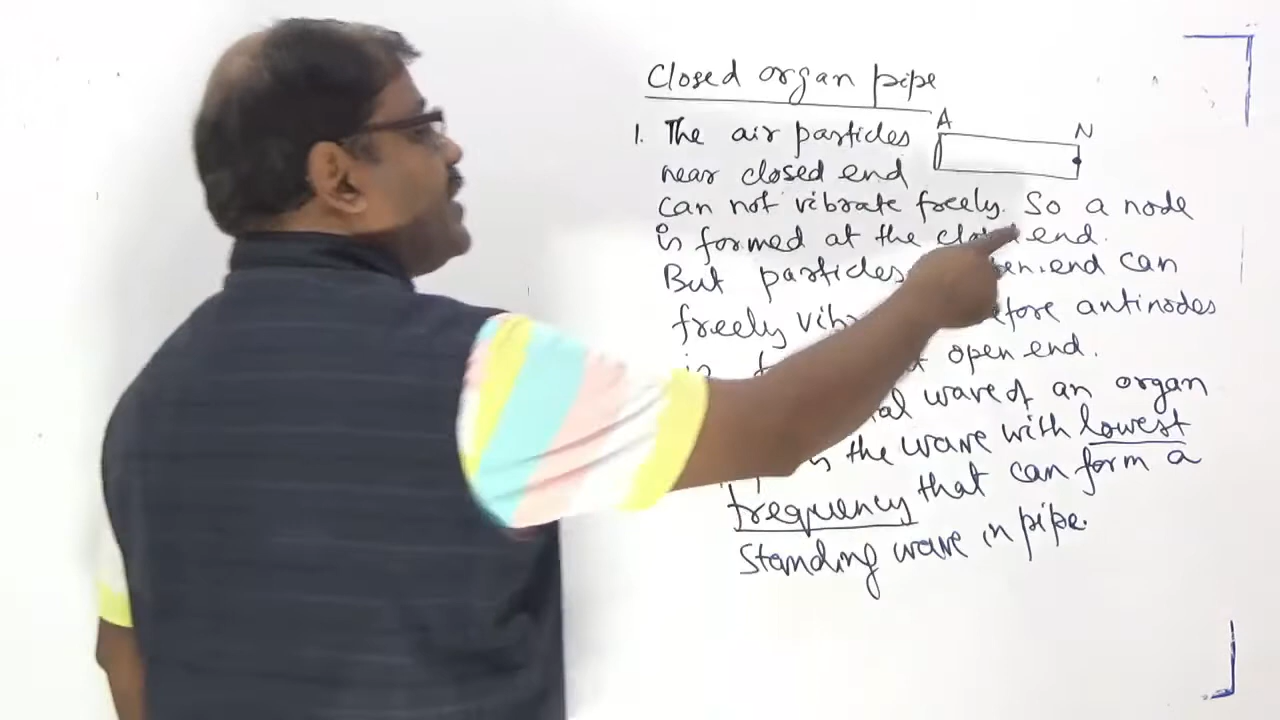 Closed organ pipe
A
N
1. The air particles
near closed end
can not vibrate freely. So a node
is formed at the closed end.
But particles end can
freely antinodes
open end.
wave of an organ
the wave with lowest
frequency that can form a
standing wave in pipe.